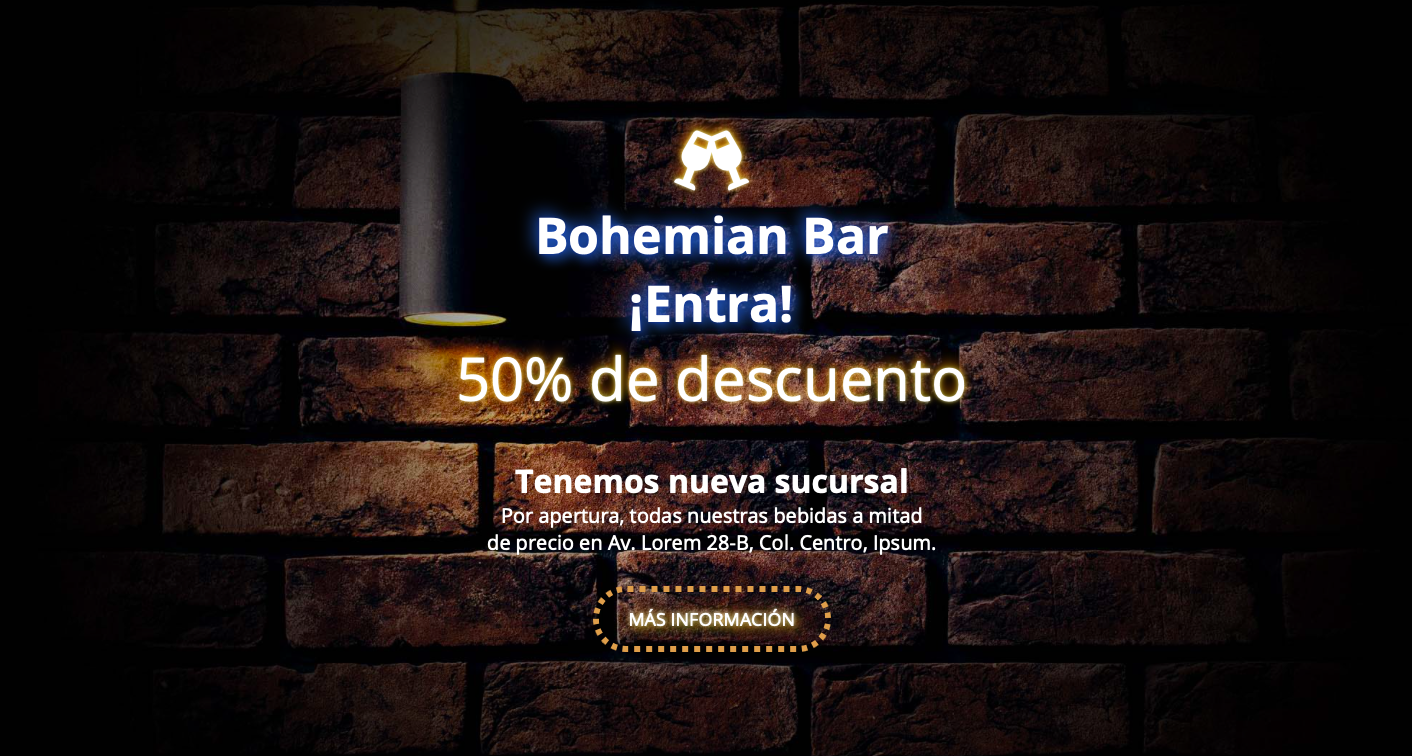 Bohemian Bar
¡Entra!
50% de descuento
Tenemos nueva sucursal
Por apertura, todas nuestras bebidas a mitad
de precio en Av. Lorem 28-B, Col. Centro, Ipsum.
MÁS INFORMACIÓN